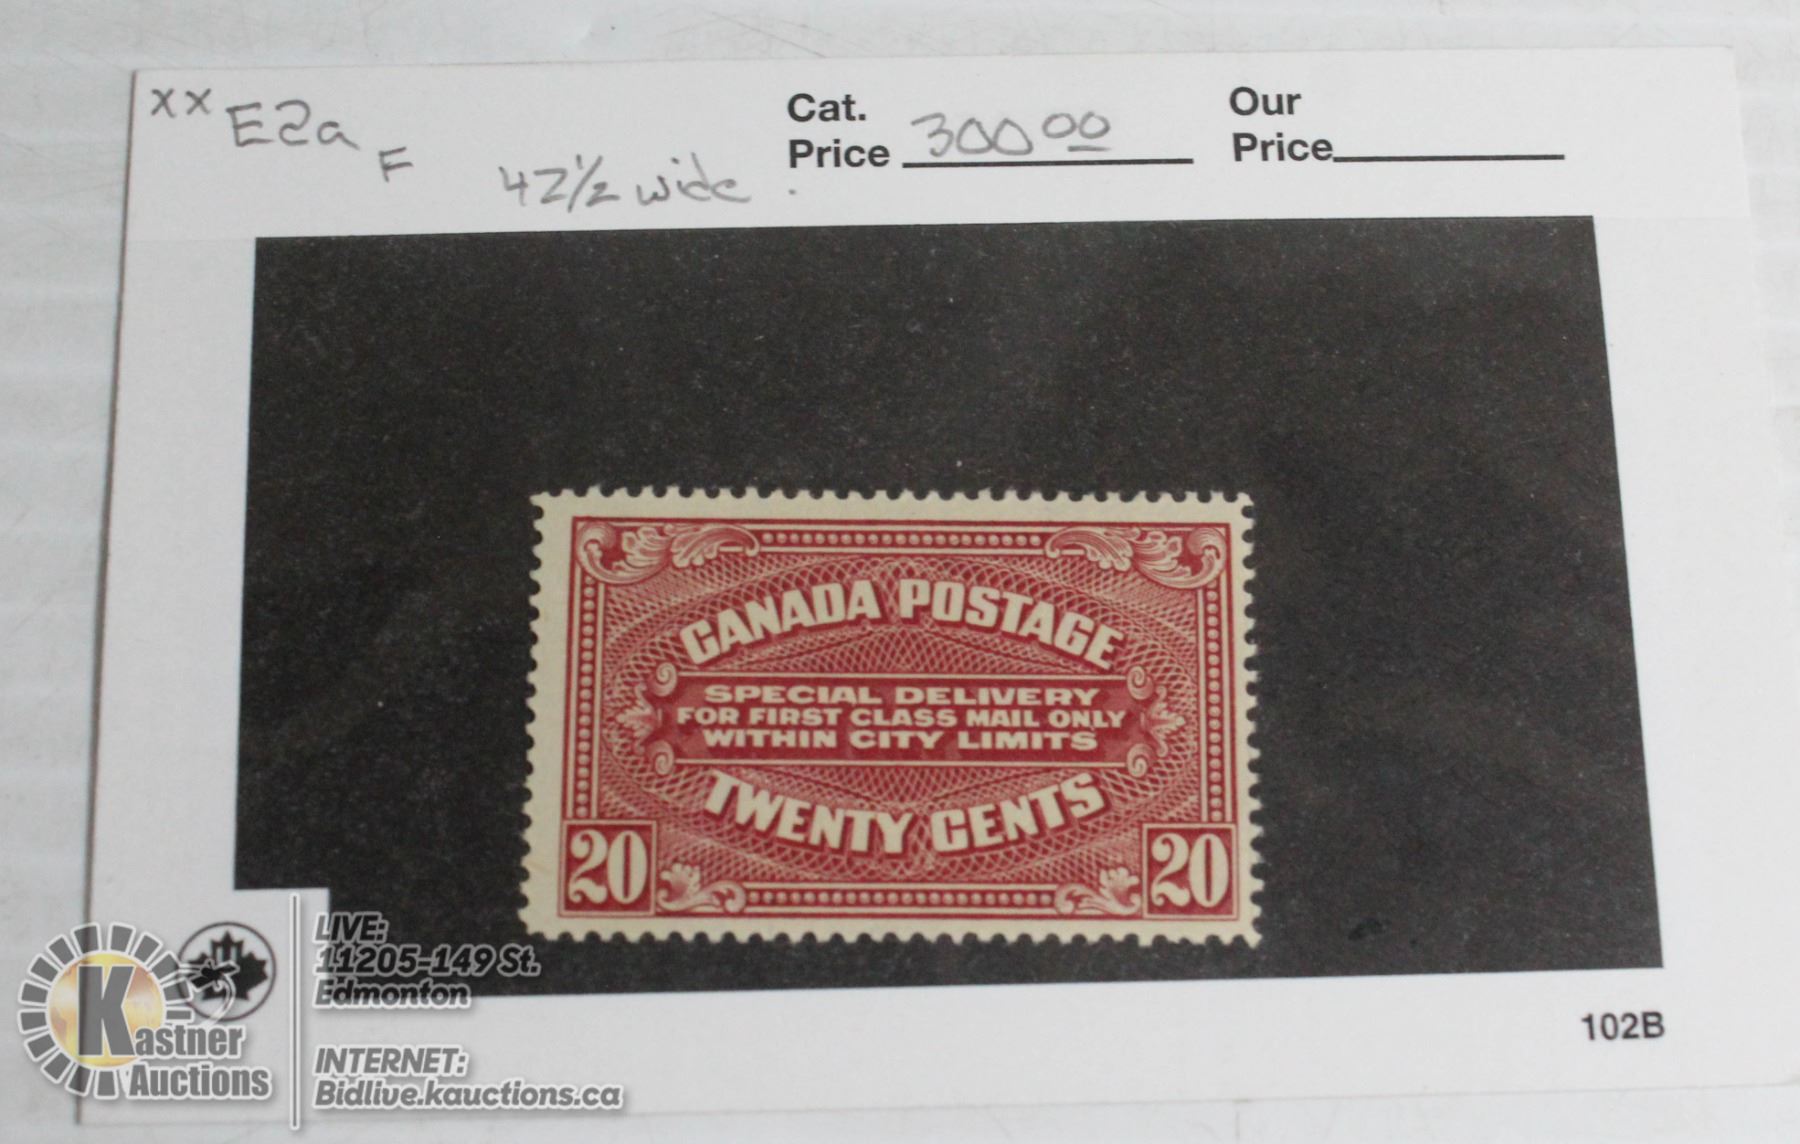 xx E2a F
42½ wide
Cat.
Price 300 00
Our
Price
CANADA POSTAGE
SPECIAL DELIVERY
FOR FIRST CLASS MAIL ONLY
WITHIN CITY LIMITS
TWENTY CENTS
20 20
102B
K
Kastner
Auctions
LIVE:
11205-149 St.
Edmonton
INTERNET:
Bidlive.kauctions.ca